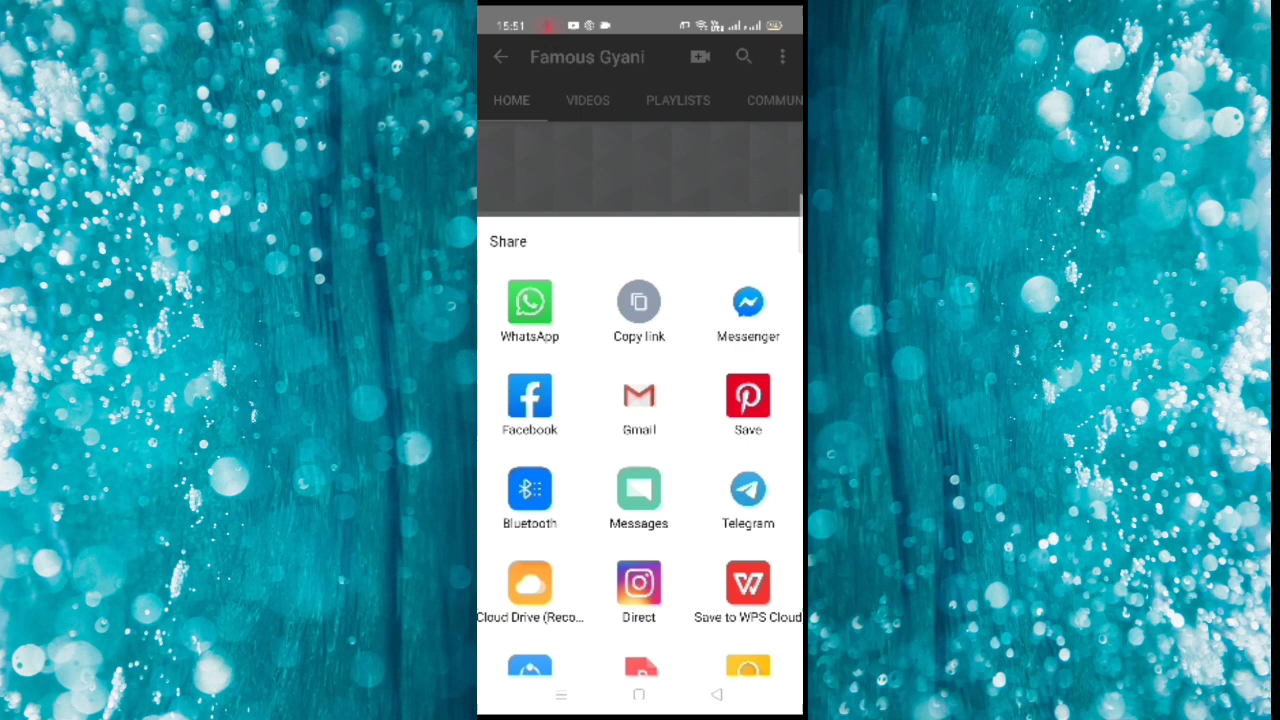 15:51
Famous Gyani
HOME VIDEOS PLAYLISTS COMMUN
Share
WhatsApp Copy link Messenger
Facebook Gmail Save
Bluetooth Messages Telegram
Cloud Drive (Reco... Direct Save to WPS Cloud